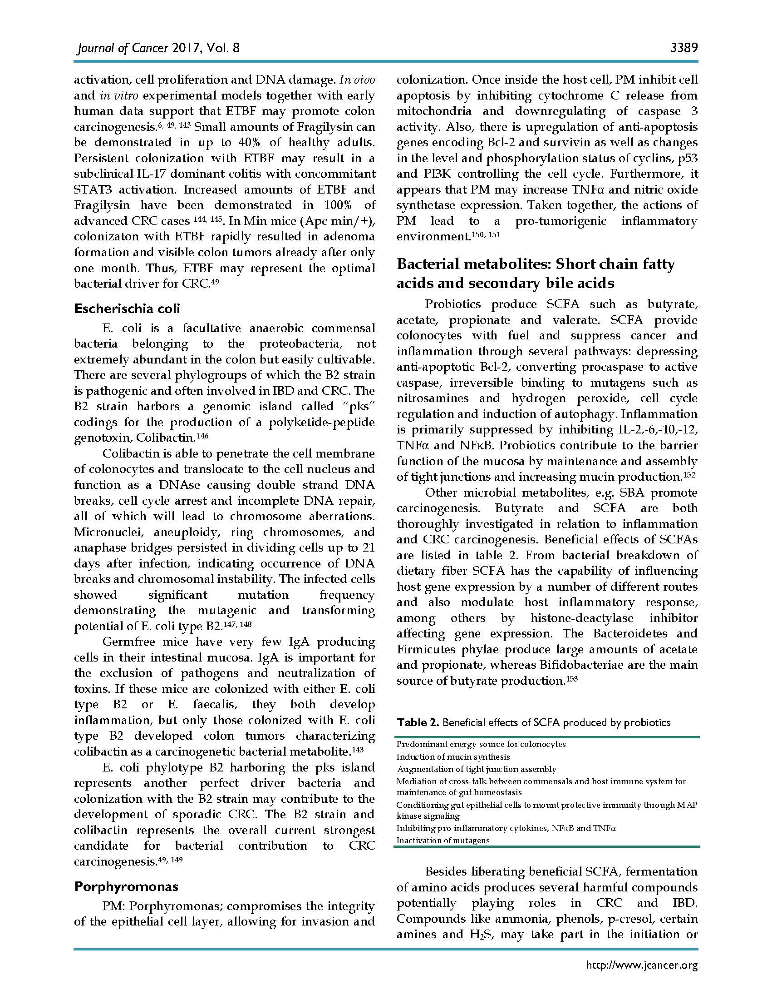 Journal of Cancer 2017, Vol. 8
3389
activation, cell proliferation and DNA damage. In vivo
and in vitro experimental models together with early
human data support that ETBF may promote colon
carcinogenesis.6, 49, 143 Small amounts of Fragilysin can
be demonstrated in up to 40% of healthy adults.
Persistent colonization with ETBF may result in a
subclinical IL-17 dominant colitis with concommitant
STAT3 activation. Increased amounts of ETBF and
Fragilysin have been demonstrated in 100% of
advanced CRC cases 144, 145. In Min mice (Apc min/+),
colonizaton with ETBF rapidly resulted in adenoma
formation and visible colon tumors already after only
one month. Thus, ETBF may represent the optimal
bacterial driver for CRC.49
Escherischia coli
E. coli is a facultative anaerobic commensal
bacteria belonging to the proteobacteria, not
extremely abundant in the colon but easily cultivable.
There are several phylogroups of which the B2 strain
is pathogenic and often involved in IBD and CRC. The
B2 strain harbors a genomic island called “pks”
codings for the production of a polyketide-peptide
genotoxin, Colibactin.146
Colibactin is able to penetrate the cell membrane
of colonocytes and translocate to the cell nucleus and
function as a DNAse causing double strand DNA
breaks, cell cycle arrest and incomplete DNA repair,
all of which will lead to chromosome aberrations.
Micronuclei, aneuploidy, ring chromosomes, and
anaphase bridges persisted in dividing cells up to 21
days after infection, indicating occurrence of DNA
breaks and chromosomal instability. The infected cells
showed significant mutation frequency
demonstrating the mutagenic and transforming
potential of E. coli type B2.147, 148
Germfree mice have very few IgA producing
cells in their intestinal mucosa. IgA is important for
the exclusion of pathogens and neutralization of
toxins. If these mice are colonized with either E. coli
type B2 or E. faecalis, they both develop
inflammation, but only those colonized with E. coli
type B2 developed colon tumors characterizing
colibactin as a carcinogenetic bacterial metabolite.143
E. coli phylotype B2 harboring the pks island
represents another perfect driver bacteria and
colonization with the B2 strain may contribute to the
development of sporadic CRC. The B2 strain and
colibactin represents the overall current strongest
candidate for bacterial contribution to CRC
carcinogenesis.49, 149
Porphyromonas
PM: Porphyromonas; compromises the integrity
of the epithelial cell layer, allowing for invasion and
colonization. Once inside the host cell, PM inhibit cell
apoptosis by inhibiting cytochrome C release from
mitochondria and downregulating of caspase 3
activity. Also, there is upregulation of anti-apoptosis
genes encoding Bcl-2 and survivin as well as changes
in the level and phosphorylation status of cyclins, p53
and PI3K controlling the cell cycle. Furthermore, it
appears that PM may increase TNFα and nitric oxide
synthetase expression. Taken together, the actions of
PM lead to a pro-tumorigenic inflammatory
environment.150, 151
Bacterial metabolites: Short chain fatty
acids and secondary bile acids
Probiotics produce SCFA such as butyrate,
acetate, propionate and valerate. SCFA provide
colonocytes with fuel and suppress cancer and
inflammation through several pathways: depressing
anti-apoptotic Bcl-2, converting procaspase to active
caspase, irreversible binding to mutagens such as
nitrosamines and hydrogen peroxide, cell cycle
regulation and induction of autophagy. Inflammation
is primarily suppressed by inhibiting IL-2,-6,-10,-12,
TNFα and NFκB. Probiotics contribute to the barrier
function of the mucosa by maintenance and assembly
of tight junctions and increasing mucin production.152
Other microbial metabolites, e.g. SBA promote
carcinogenesis. Butyrate and SCFA are both
thoroughly investigated in relation to inflammation
and CRC carcinogenesis. Beneficial effects of SCFAs
are listed in table 2. From bacterial breakdown of
dietary fiber SCFA has the capability of influencing
host gene expression by a number of different routes
and also modulate host inflammatory response,
among others by histone-deactylase inhibitor
affecting gene expression. The Bacteroidetes and
Firmicutes phylae produce large amounts of acetate
and propionate, whereas Bifidobacteriae are the main
source of butyrate production.153
Table 2. Beneficial effects of SCFA produced by probiotics
Predominant energy source for colonocytes
Induction of mucin synthesis
Augmentation of tight junction assembly
Mediation of cross-talk between commensals and host immune system for
maintenance of gut homeostasis
Conditioning gut epithelial cells to mount protective immunity through MAP
kinase signaling
Inhibiting pro-inflammatory cytokines, NFκB and TNFα
Inactivation of mutagens
Besides liberating beneficial SCFA, fermentation
of amino acids produces several harmful compounds
potentially playing roles in CRC and IBD.
Compounds like ammonia, phenols, p-cresol, certain
amines and H2S, may take part in the initiation or
http://www.jcancer.org